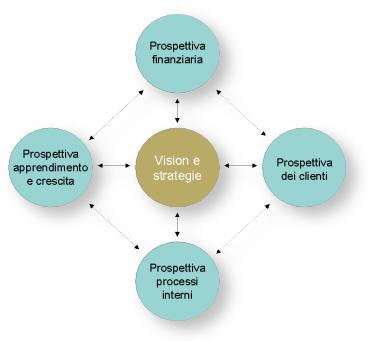 Prospettiva
finanziaria
Prospettiva
apprendimento
e crescita
Vision e
strategie
Prospettiva
dei clienti
Prospettiva
processi
interni